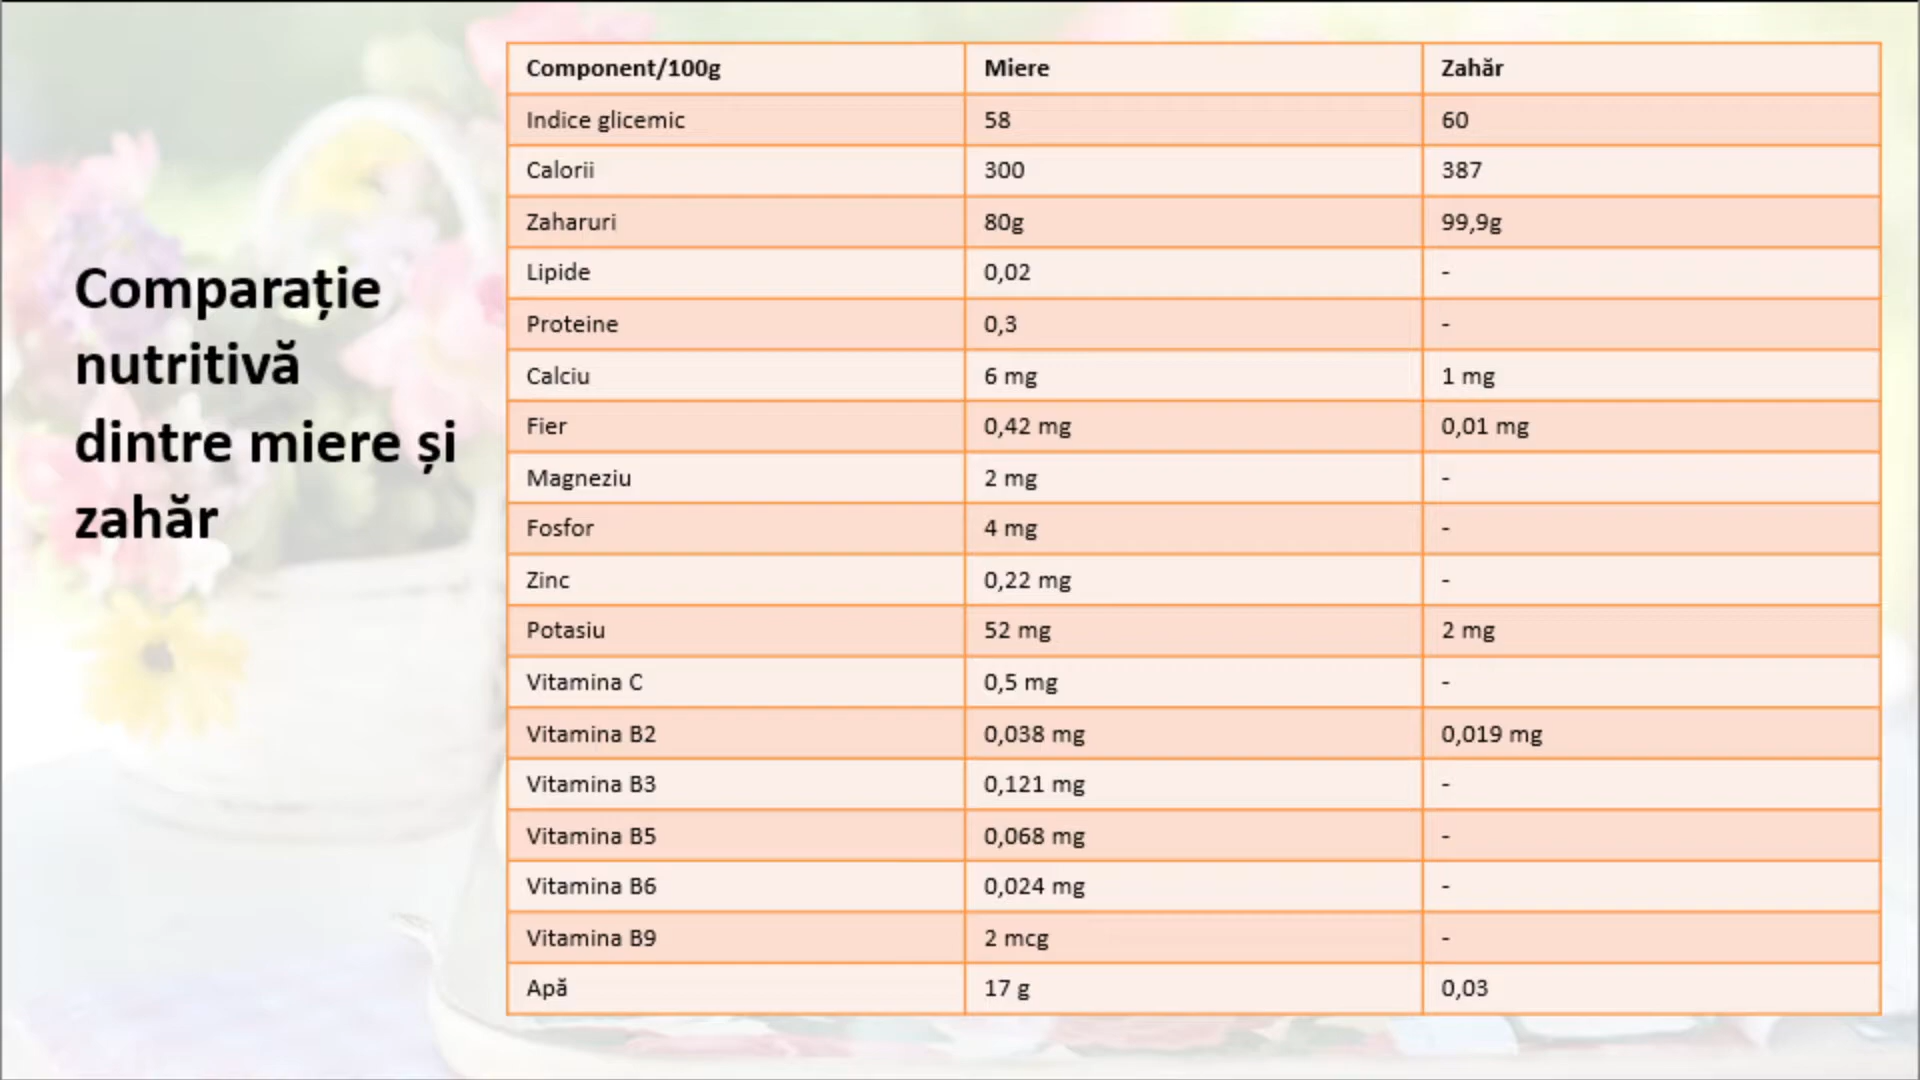 Comparație
nutritivă
dintre miere și
zahăr
Component/100g Miere Zahăr
Indice glicemic 58 60
Calorii 300 387
Zaharuri 80g 99,9g
Lipide 0,02 -
Proteine 0,3 -
Calciu 6 mg 1 mg
Fier 0,42 mg 0,01 mg
Magneziu 2 mg -
Fosfor 4 mg -
Zinc 0,22 mg -
Potasiu 52 mg 2 mg
Vitamina C 0,5 mg -
Vitamina B2 0,038 mg 0,019 mg
Vitamina B3 0,121 mg -
Vitamina B5 0,068 mg -
Vitamina B6 0,024 mg -
Vitamina B9 2 mcg -
Apă 17 g 0,03